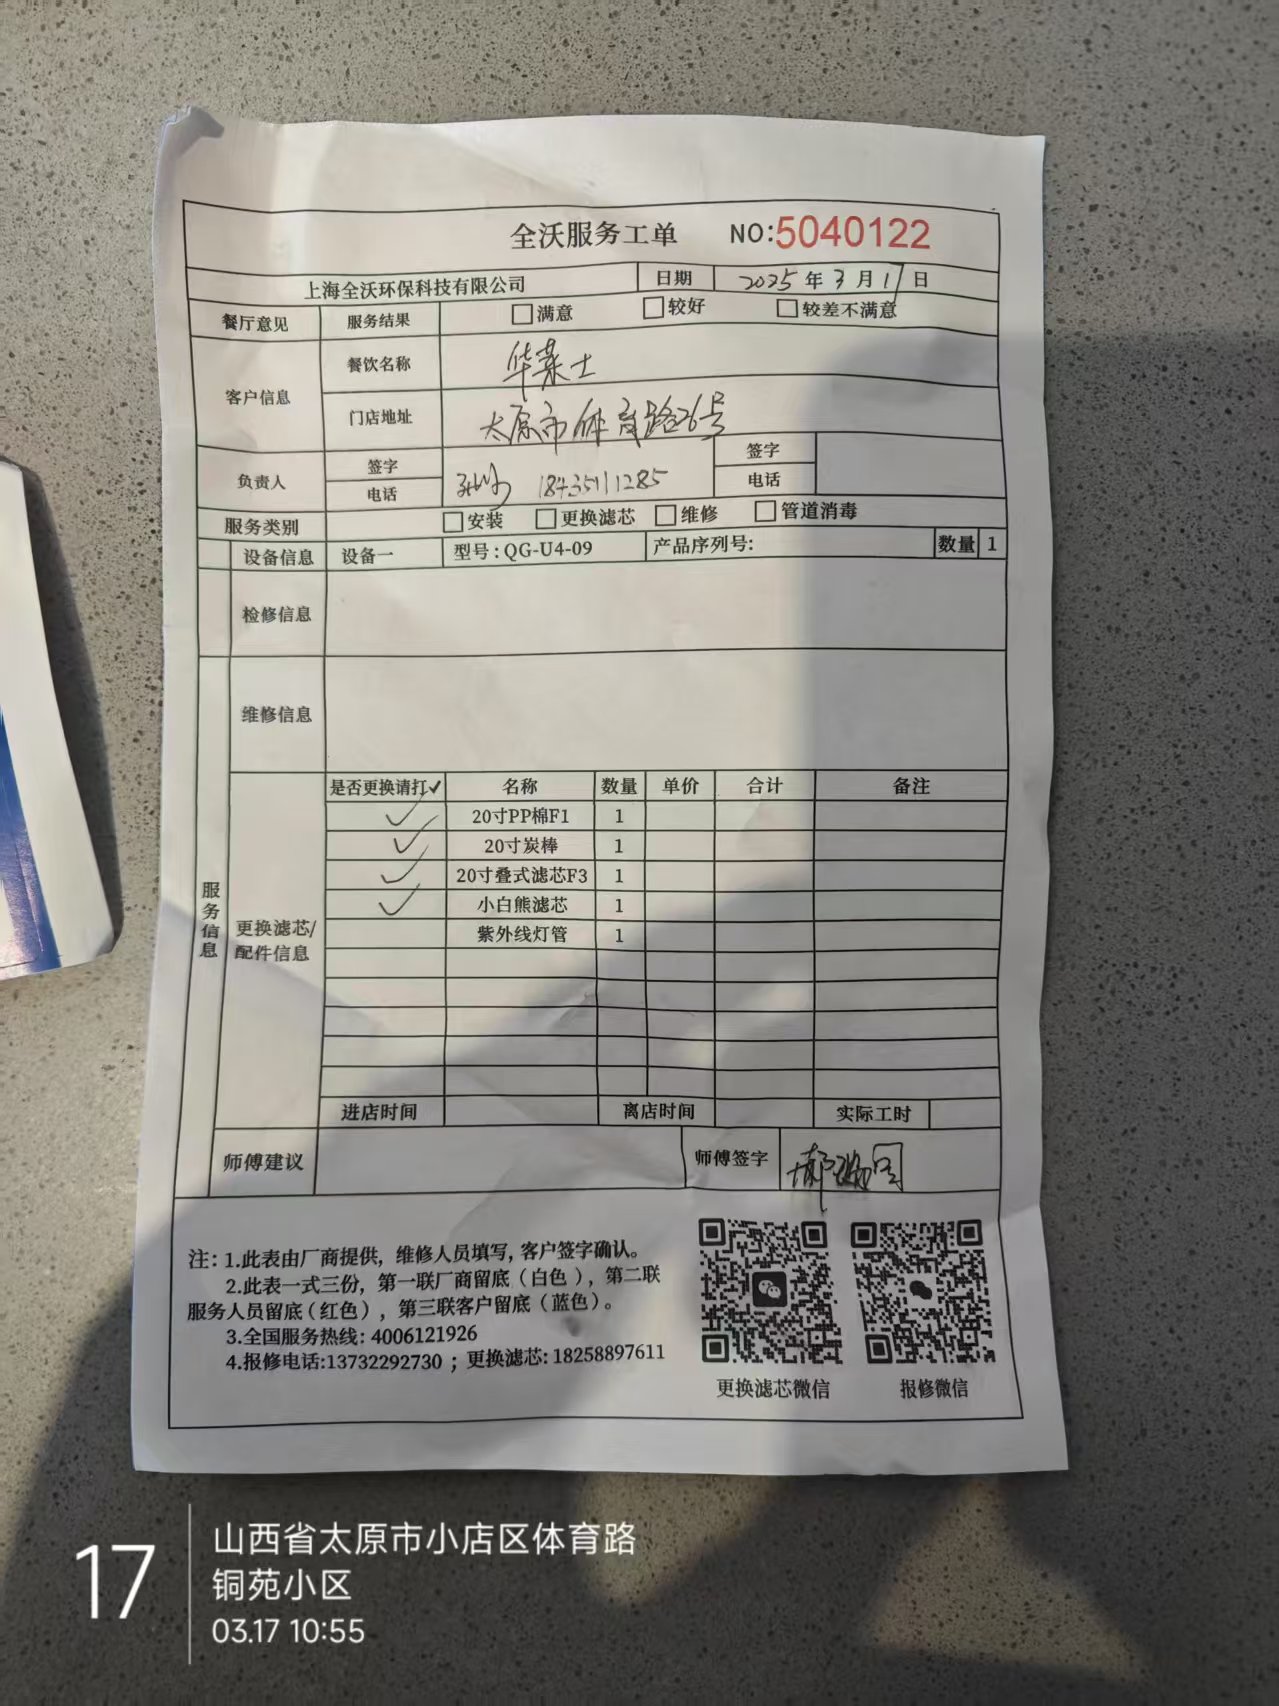 全沃服务工单 NO:5040122
上海全沃环保科技有限公司 日期 2025年3月17日
餐厅意见 服务结果 □满意 □较好 □较差不满意
客户信息 餐饮名称 华莱士
门店地址 太原市体育路26号
负责人 签字 签字
电话 18435111285 电话
服务类别 □安装 □更换滤芯 □维修 □管道消毒
设备信息 设备一 型号:QG-U4-09 产品序列号: 数量 1
检修信息
维修信息
服务信息
更换滤芯/
配件信息
是否更换请打✓ 名称 数量 单价 合计 备注
✓ 20寸PP棉F1 1
✓ 20寸炭棒 1
✓ 20寸叠式滤芯F3 1
✓ 小白熊滤芯 1
紫外线灯管 1
进店时间 离店时间 实际工时
师傅建议 师傅签字
注:1.此表由厂商提供,维修人员填写,客户签字确认。
2.此表一式三份,第一联厂商留底(白色),第二联
服务人员留底(红色),第三联客户留底(蓝色)。
3.全国服务热线:4006121926
4.报修电话:13732292730;更换滤芯:18258897611
更换滤芯微信 报修微信
17
山西省太原市小店区体育路
铜苑小区
03.17 10:55